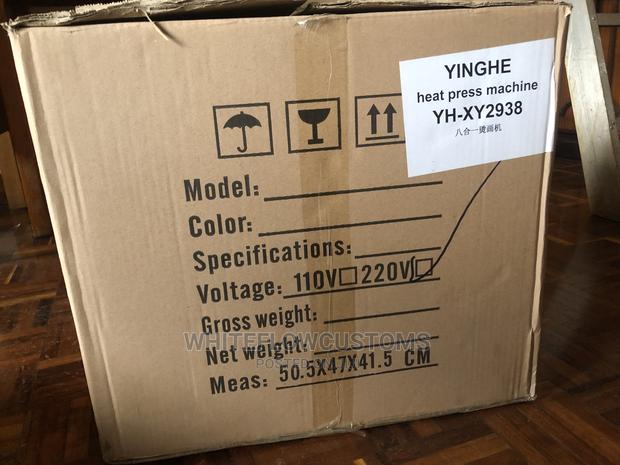 YINGHE
heat press machine
YH-XY2938
八合一烫画机
Model:
Color:
Specifications:
Voltage: 110V☐ 220V☐
Gross weight:
Net weight:
Meas: 50.5X47X41.5 CM
WHITEFLOWCUSTOMS